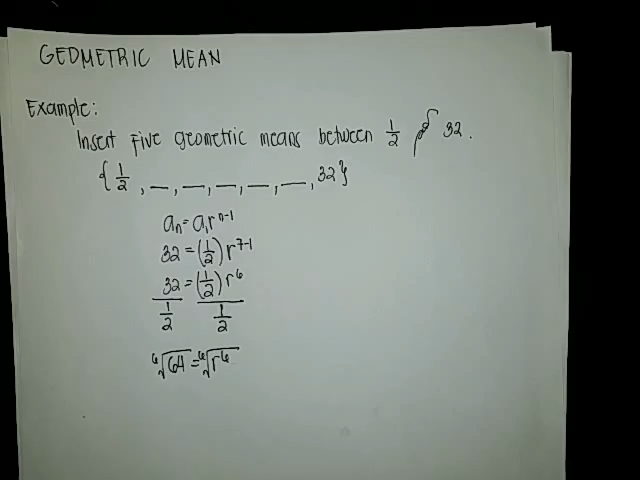 GEOMETRIC MEAN
Example:
Insert Five geometric means between 1/2 & 32.
{1/2, __, __, __, __, __, 32}
aₙ = a₁rⁿ⁻¹
32 = (1/2) r⁷⁻¹
32 = (1/2) r⁶
1/2 1/2
⁶√64 = ⁶√r⁶